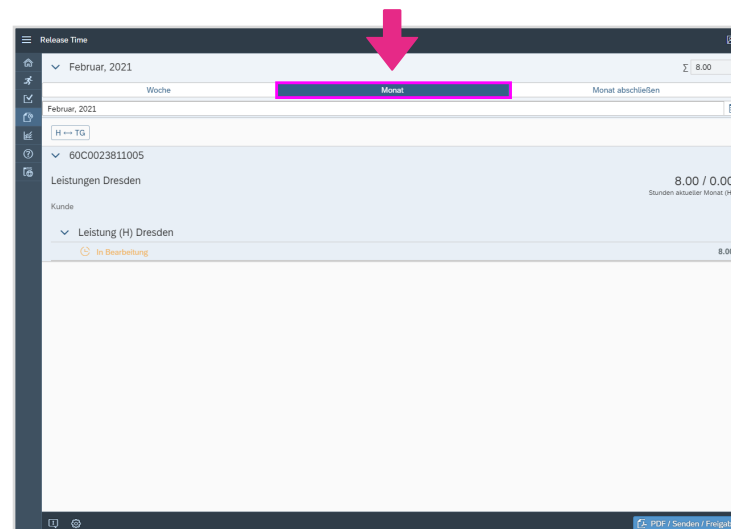 Release Time
Februar, 2021
Σ 8.00
Woche Monat Monat abschließen
Februar, 2021
H ↔ TG
60C0023811005
Leistungen Dresden
8.00 / 0.00
Stunden aktueller Monat (H
Kunde
Leistung (H) Dresden
In Bearbeitung
8.00
PDF / Senden / Freigab